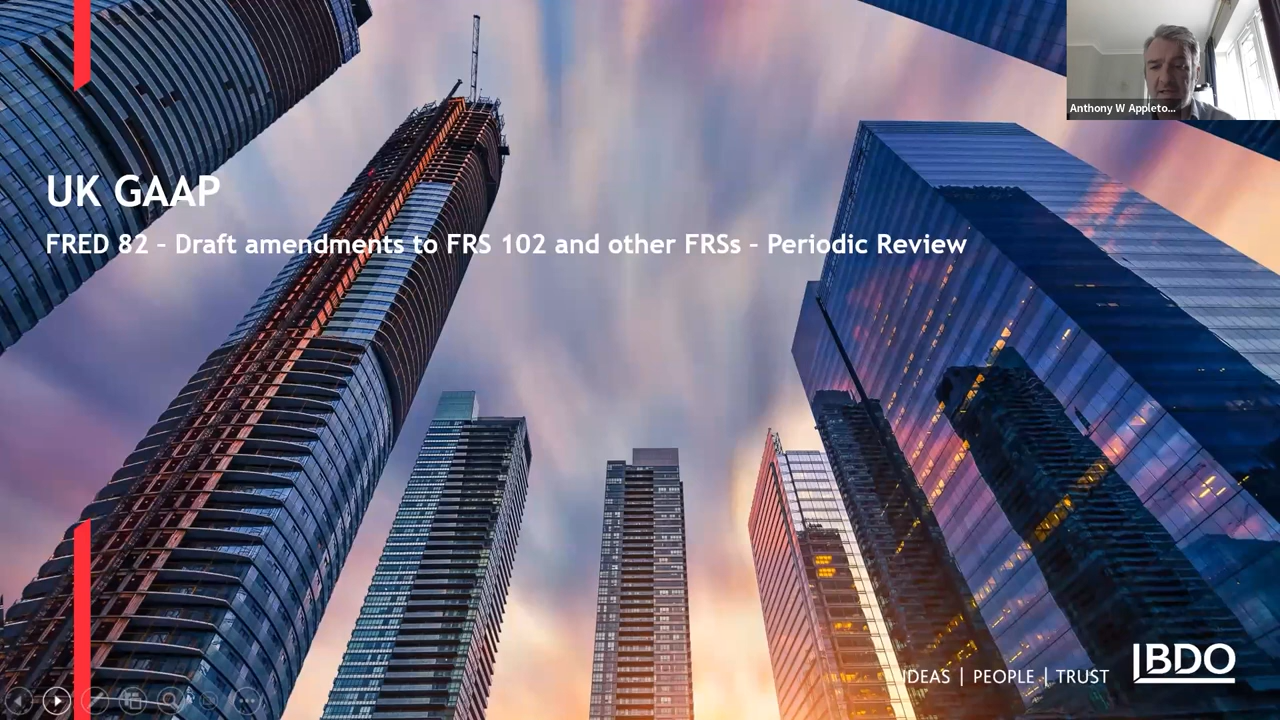 Anthony W Appleto...
UK GAAP
FRED 82 – Draft amendments to FRS 102 and other FRSs – Periodic Review
IDEAS | PEOPLE | TRUST
BDO